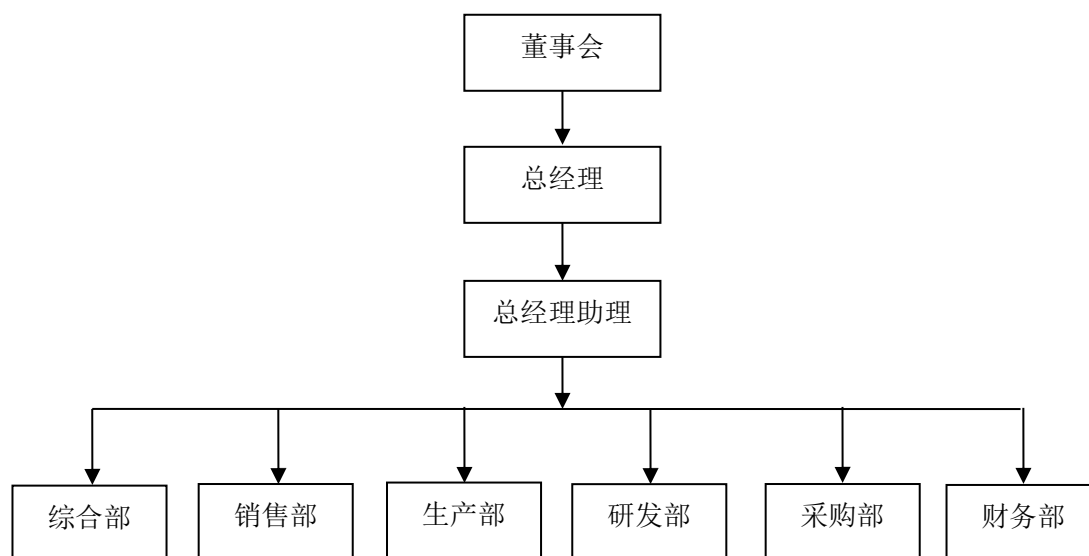 董事会
总经理
总经理助理
综合部
销售部
生产部
研发部
采购部
财务部